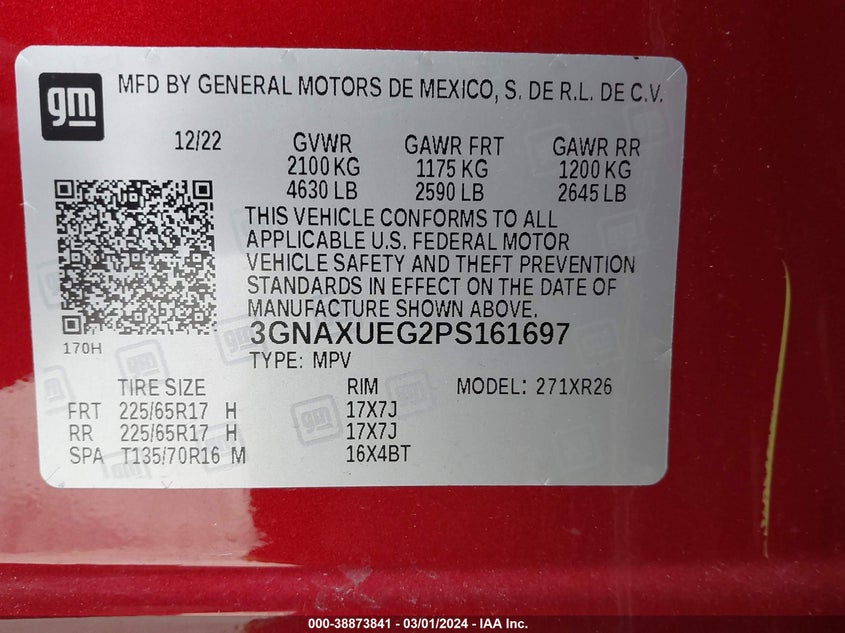 gm
MFD BY GENERAL MOTORS DE MEXICO, S. DE R.L. DE C.V.
12/22 GVWR GAWR FRT GAWR RR
2100 KG 1175 KG 1200 KG
4630 LB 2590 LB 2645 LB
THIS VEHICLE CONFORMS TO ALL
APPLICABLE U.S. FEDERAL MOTOR
VEHICLE SAFETY AND THEFT PREVENTION
STANDARDS IN EFFECT ON THE DATE OF
MANUFACTURE SHOWN ABOVE.
3GNAXUEG2PS161697
170H
TYPE: MPV
TIRE SIZE RIM MODEL: 271XR26
FRT 225/65R17 H 17X7J
RR 225/65R17 H 17X7J
SPA T135/70R16 M 16X4BT
000-38873841 - 03/01/2024 - IAA Inc.